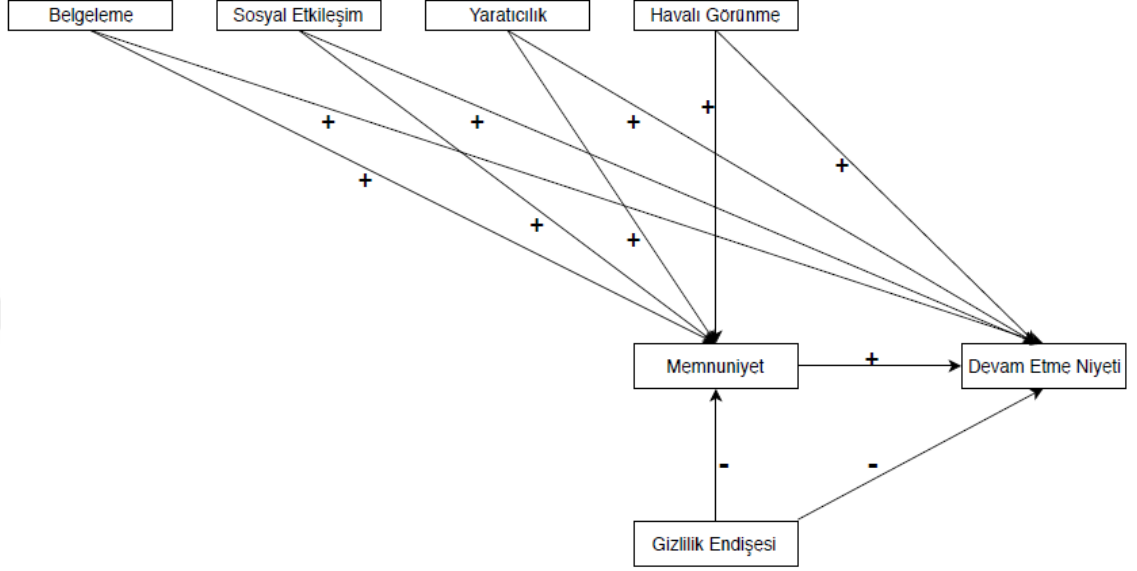 Belgeleme
Sosyal Etkileşim
Yaratıcılık
Havalı Görünme
+
+
+
+
+
+
+
+
Memnuniyet
+
Devam Etme Niyeti
-
-
Gizlilik Endişesi